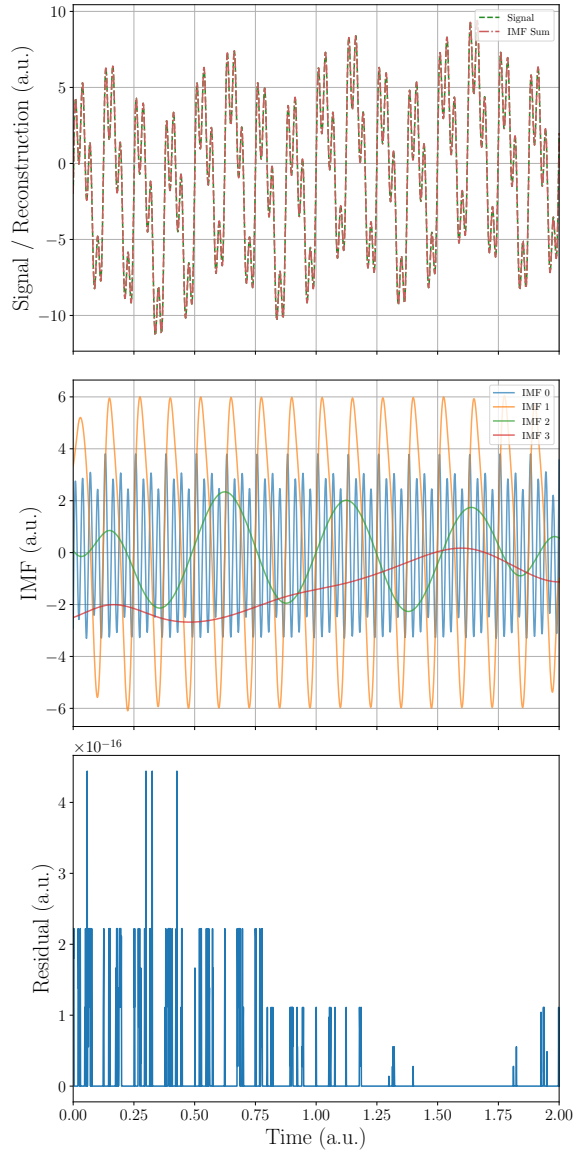 10
5
0
−5
−10
Signal / Reconstruction (a.u.)
Signal
IMF Sum
6
4
2
0
−2
−4
−6
IMF (a.u.)
IMF 0
IMF 1
IMF 2
IMF 3
×10−16
4
3
2
1
0
Residual (a.u.)
0.00 0.25 0.50 0.75 1.00 1.25 1.50 1.75 2.00
Time (a.u.)